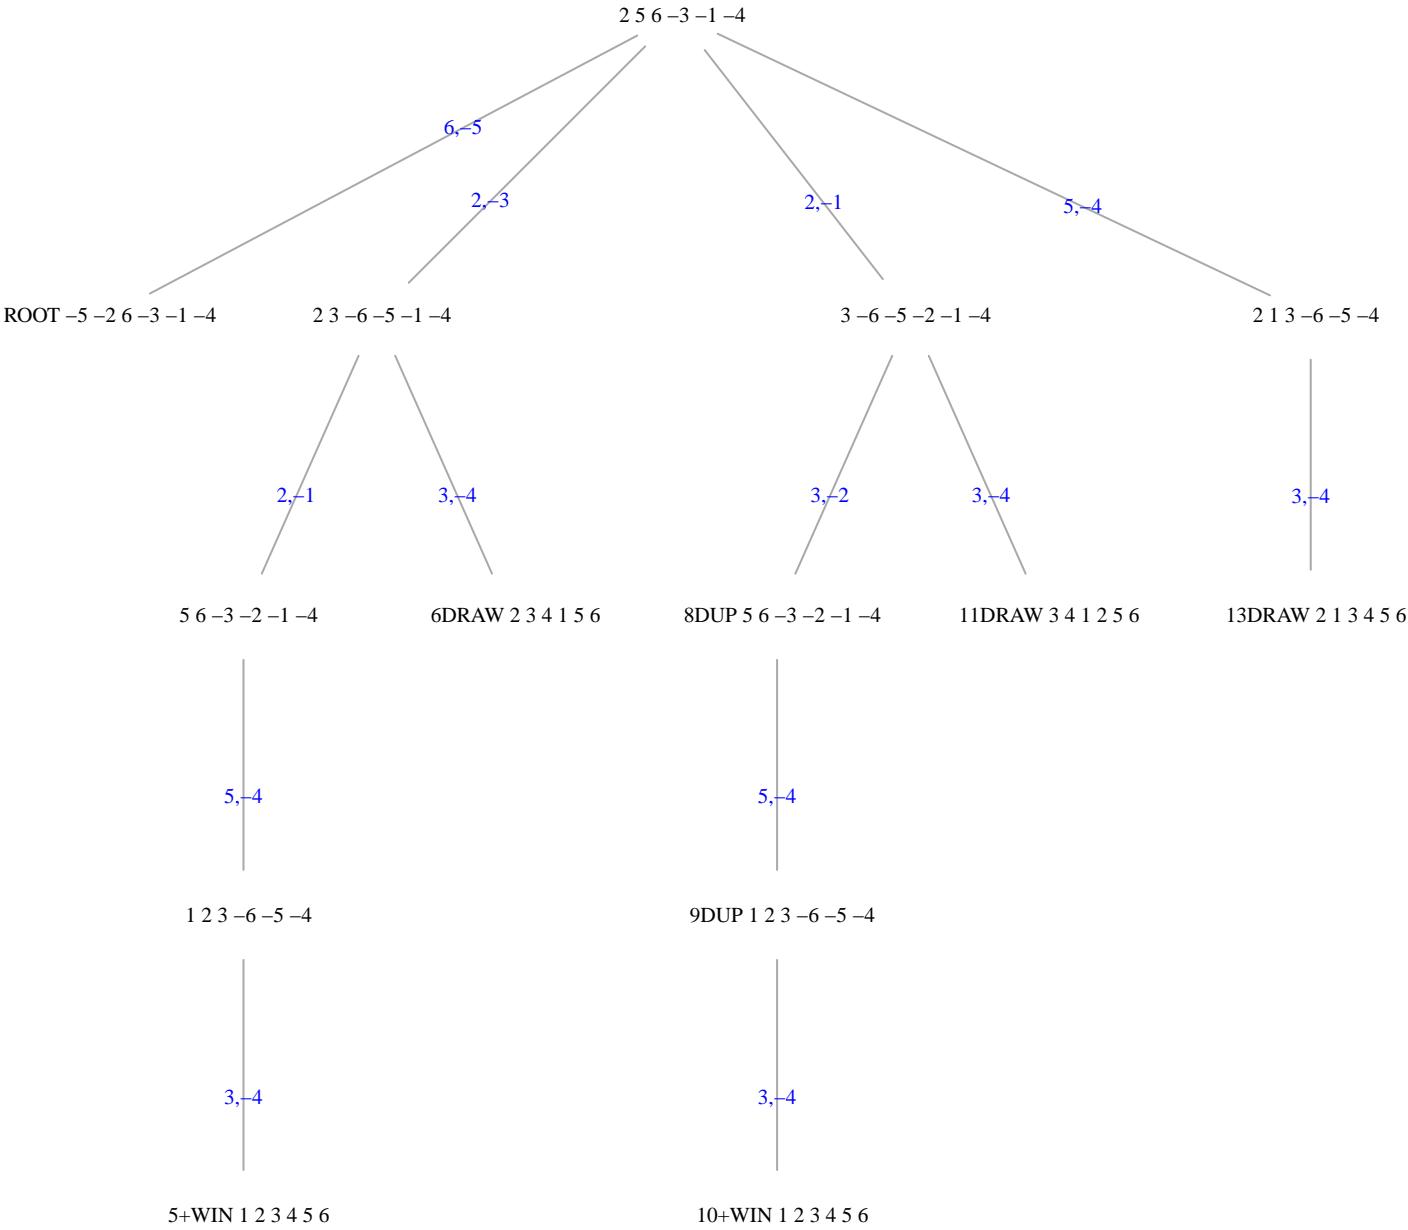 2 5 6 –3 –1 –4
6,–5
2,–3
2,–1
5,–4
ROOT –5 –2 6 –3 –1 –4
2 3 –6 –5 –1 –4
3 –6 –5 –2 –1 –4
2 1 3 –6 –5 –4
2,–1
3,–4
3,–2
3,–4
3,–4
5 6 –3 –2 –1 –4
6DRAW 2 3 4 1 5 6
8DUP 5 6 –3 –2 –1 –4
11DRAW 3 4 1 2 5 6
13DRAW 2 1 3 4 5 6
5,–4
5,–4
1 2 3 –6 –5 –4
9DUP 1 2 3 –6 –5 –4
3,–4
3,–4
5+WIN 1 2 3 4 5 6
10+WIN 1 2 3 4 5 6